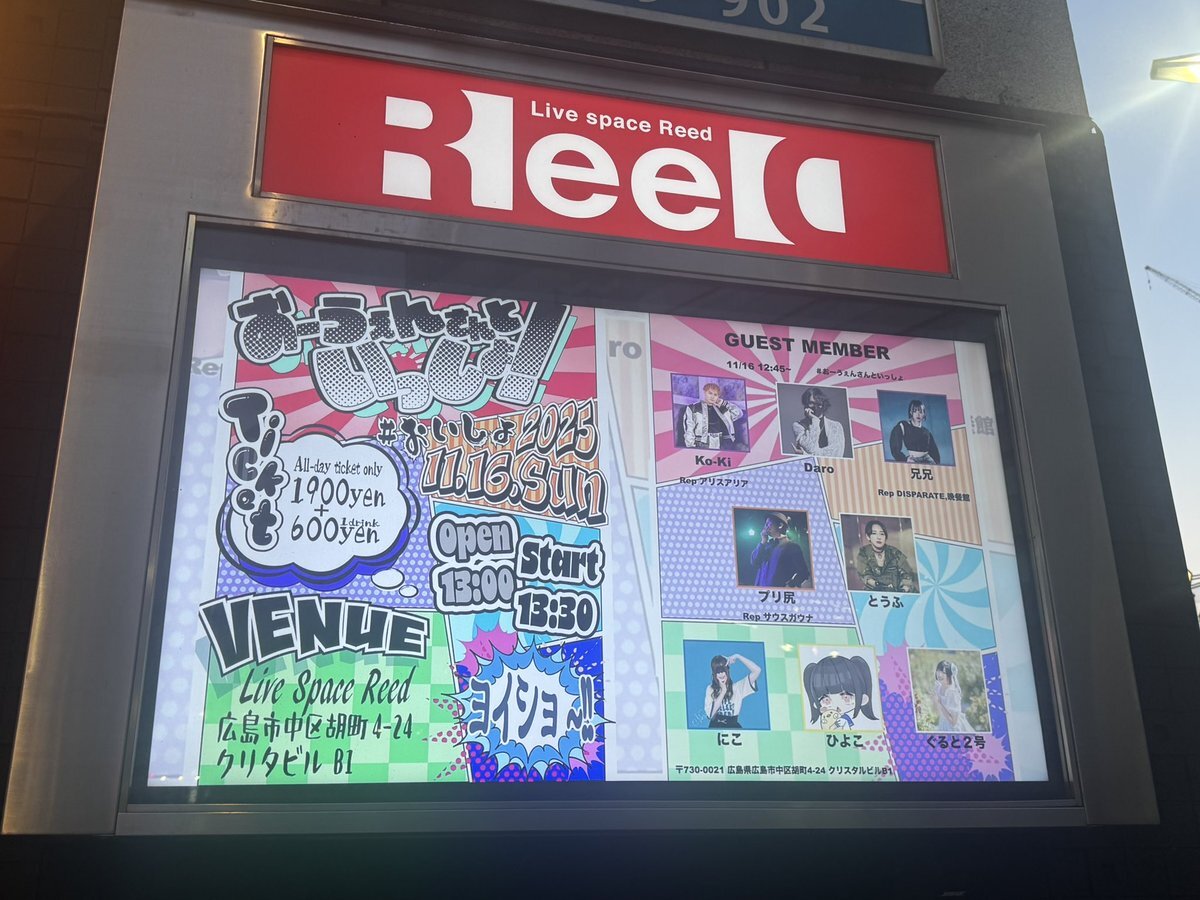 902
Live space Reed
Reed
おーうぇんさんと
いっしょ!
#おいしょ 2025
11.16.Sun
Ticket
All-day ticket only
1900yen
+
1drink
600yen
Open
13:00
Start
13:30
VENUE
Live Space Reed
広島市中区胡町4-24
クリタビル B1
ヨイショ〜!!
ro
館
GUEST MEMBER
11/16 12:45~
#おーうぇんさんといっしょ
Ko-Ki
Rep アリスアリア
Daro
兄兄
Rep DISPARATE,晩餐館
プリ尻
Rep サウスガウナ
とうふ
にこ
ひよこ
ぐると2号
〒730-0021 広島県広島市中区胡町4-24 クリスタルビルB1